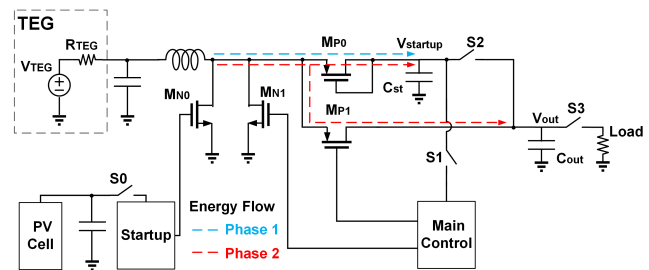 TEG
RTEG
VTEG
MP0
Vstartup
S2
Cst
MN0
MN1
MP1
Vout
S3
Load
S1
Cout
S0
PV
Cell
Startup
Energy Flow
Phase 1
Phase 2
Main
Control